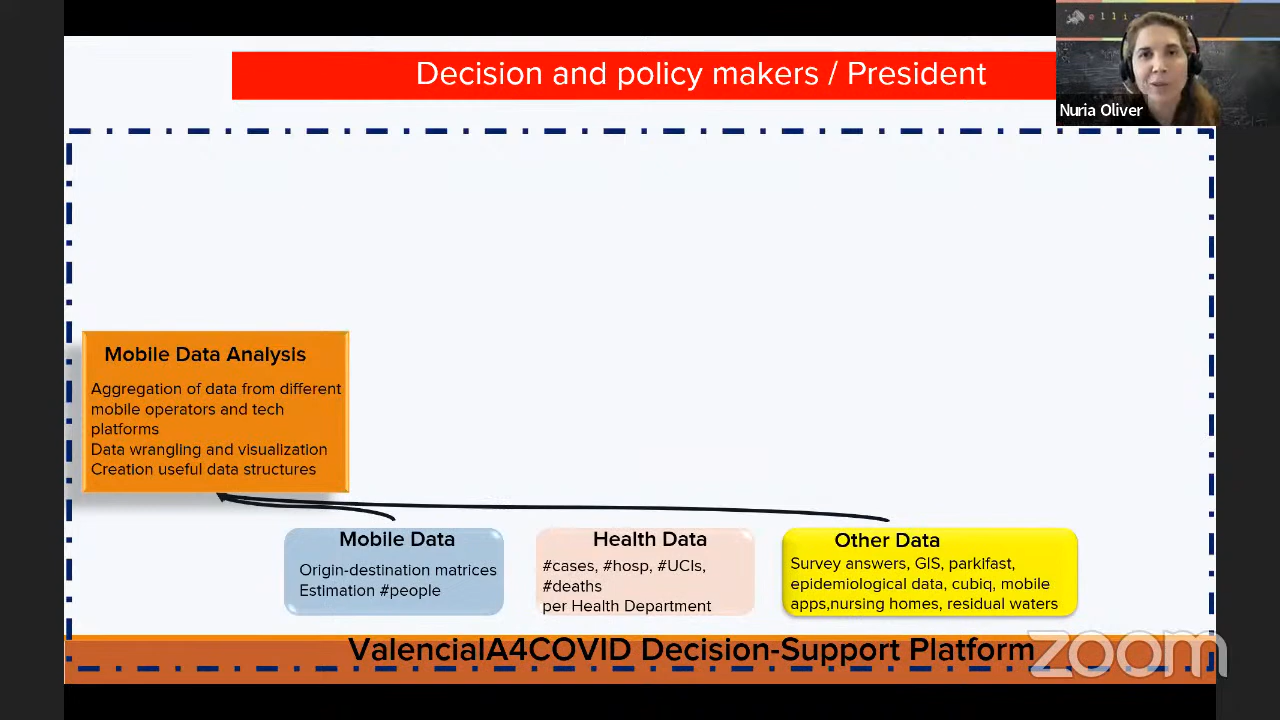 Decision and policy makers / President
Nuria Oliver
Mobile Data Analysis
Aggregation of data from different
mobile operators and tech
platforms
Data wrangling and visualization
Creation useful data structures
Mobile Data
Origin-destination matrices
Estimation #people
Health Data
#cases, #hosp, #UCIs,
#deaths
per Health Department
Other Data
Survey answers, GIS, parkifast,
epidemiological data, cubiq, mobile
apps,nursing homes, residual waters
ValenciaIA4COVID Decision-Support Platform
zoom